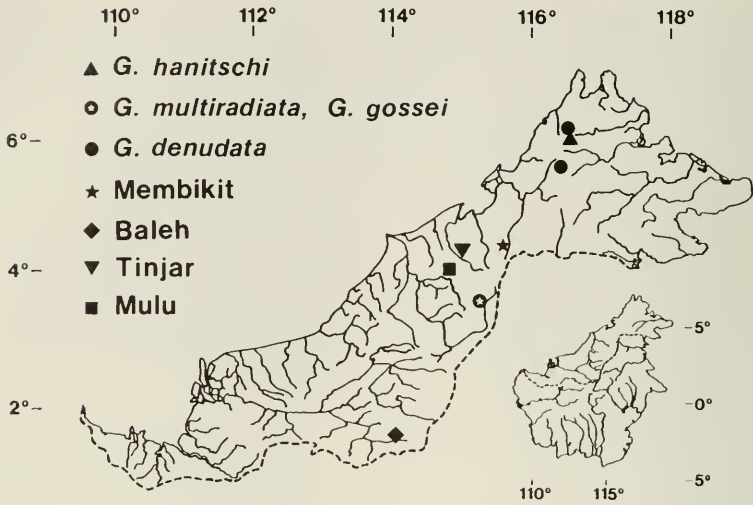 110° 112° 114° 116° 118°
▲ G. hanitschi
✪ G. multiradiata, G. gossei
● G. denudata
★ Membikit
◆ Baleh
▼ Tinjar
■ Mulu
6°
4°
2°
5°
0°
5°
110° 115°